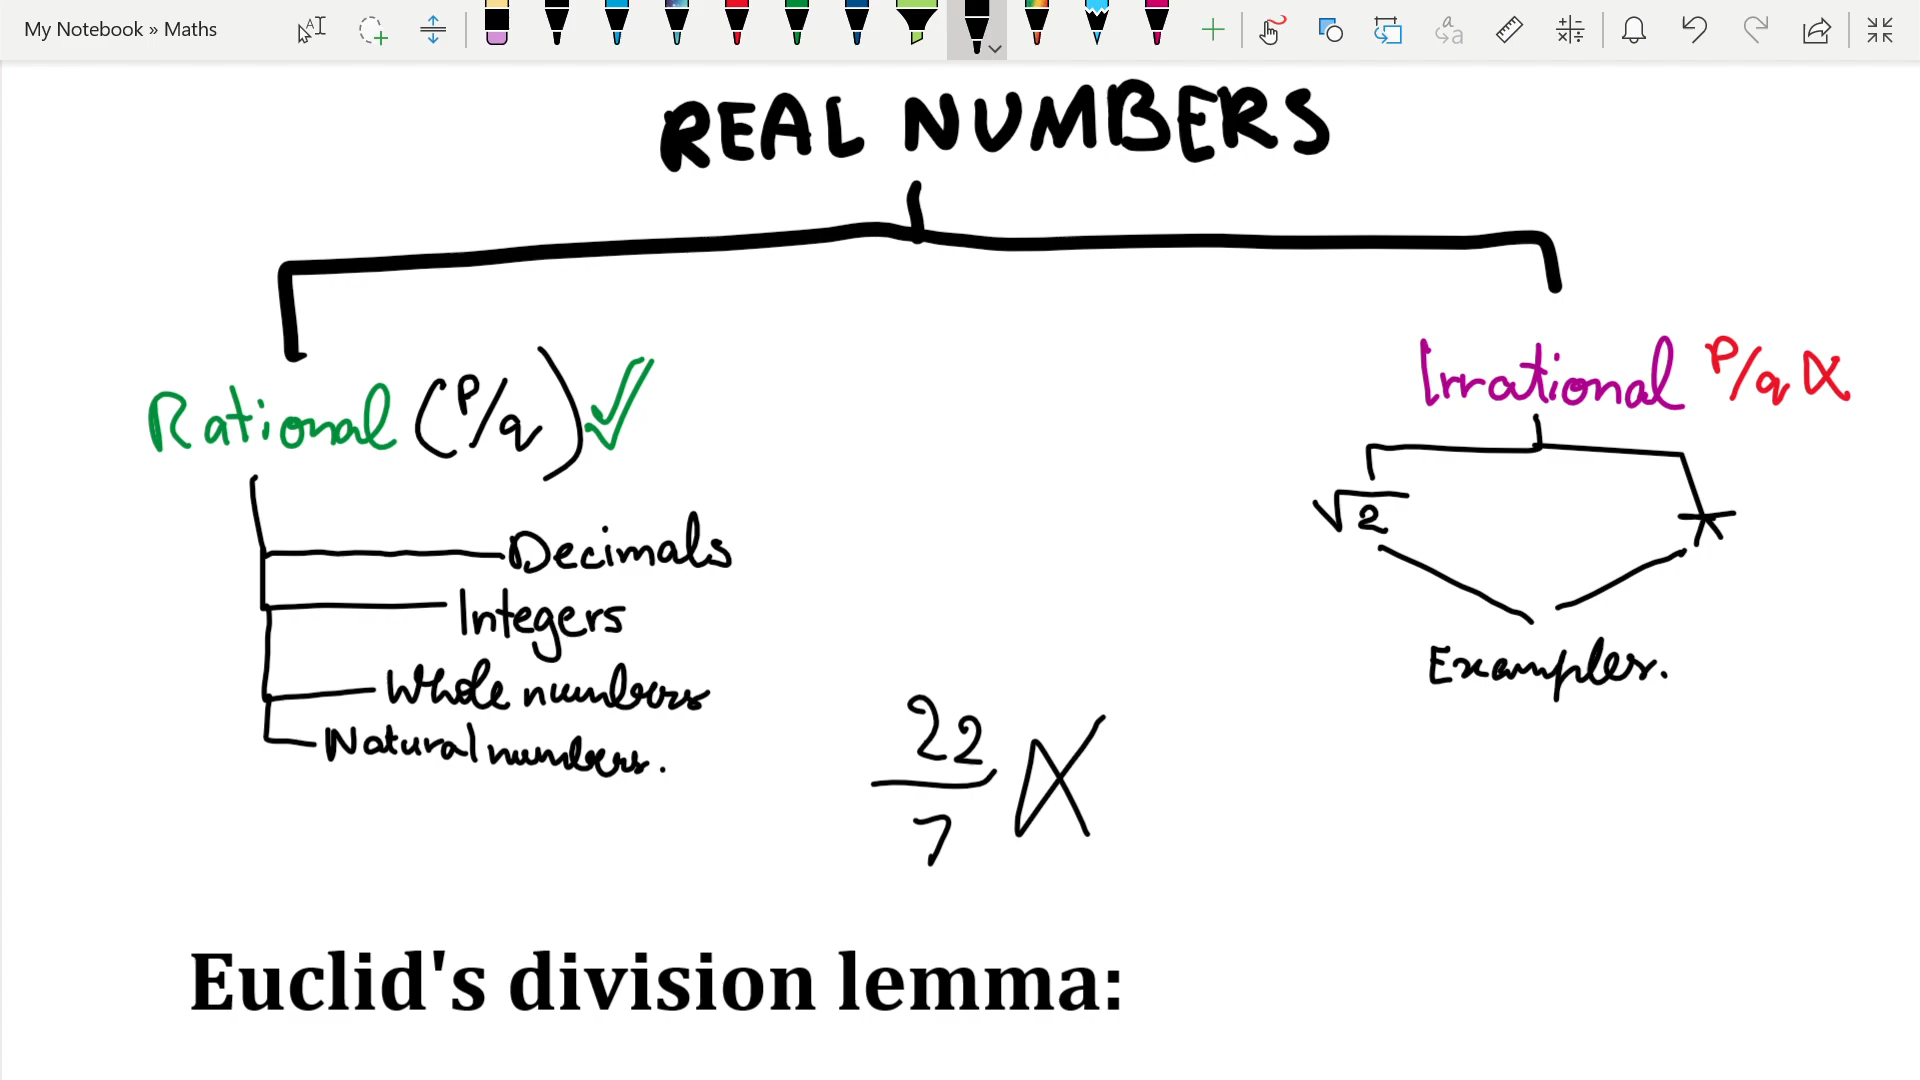 My Notebook » Maths
REAL NUMBERS
Rational (P/q)
Irrational P/q
Decimals
Integers
Whole numbers
Natural numbers.
√2
Examples.
22
7
Euclid's division lemma: